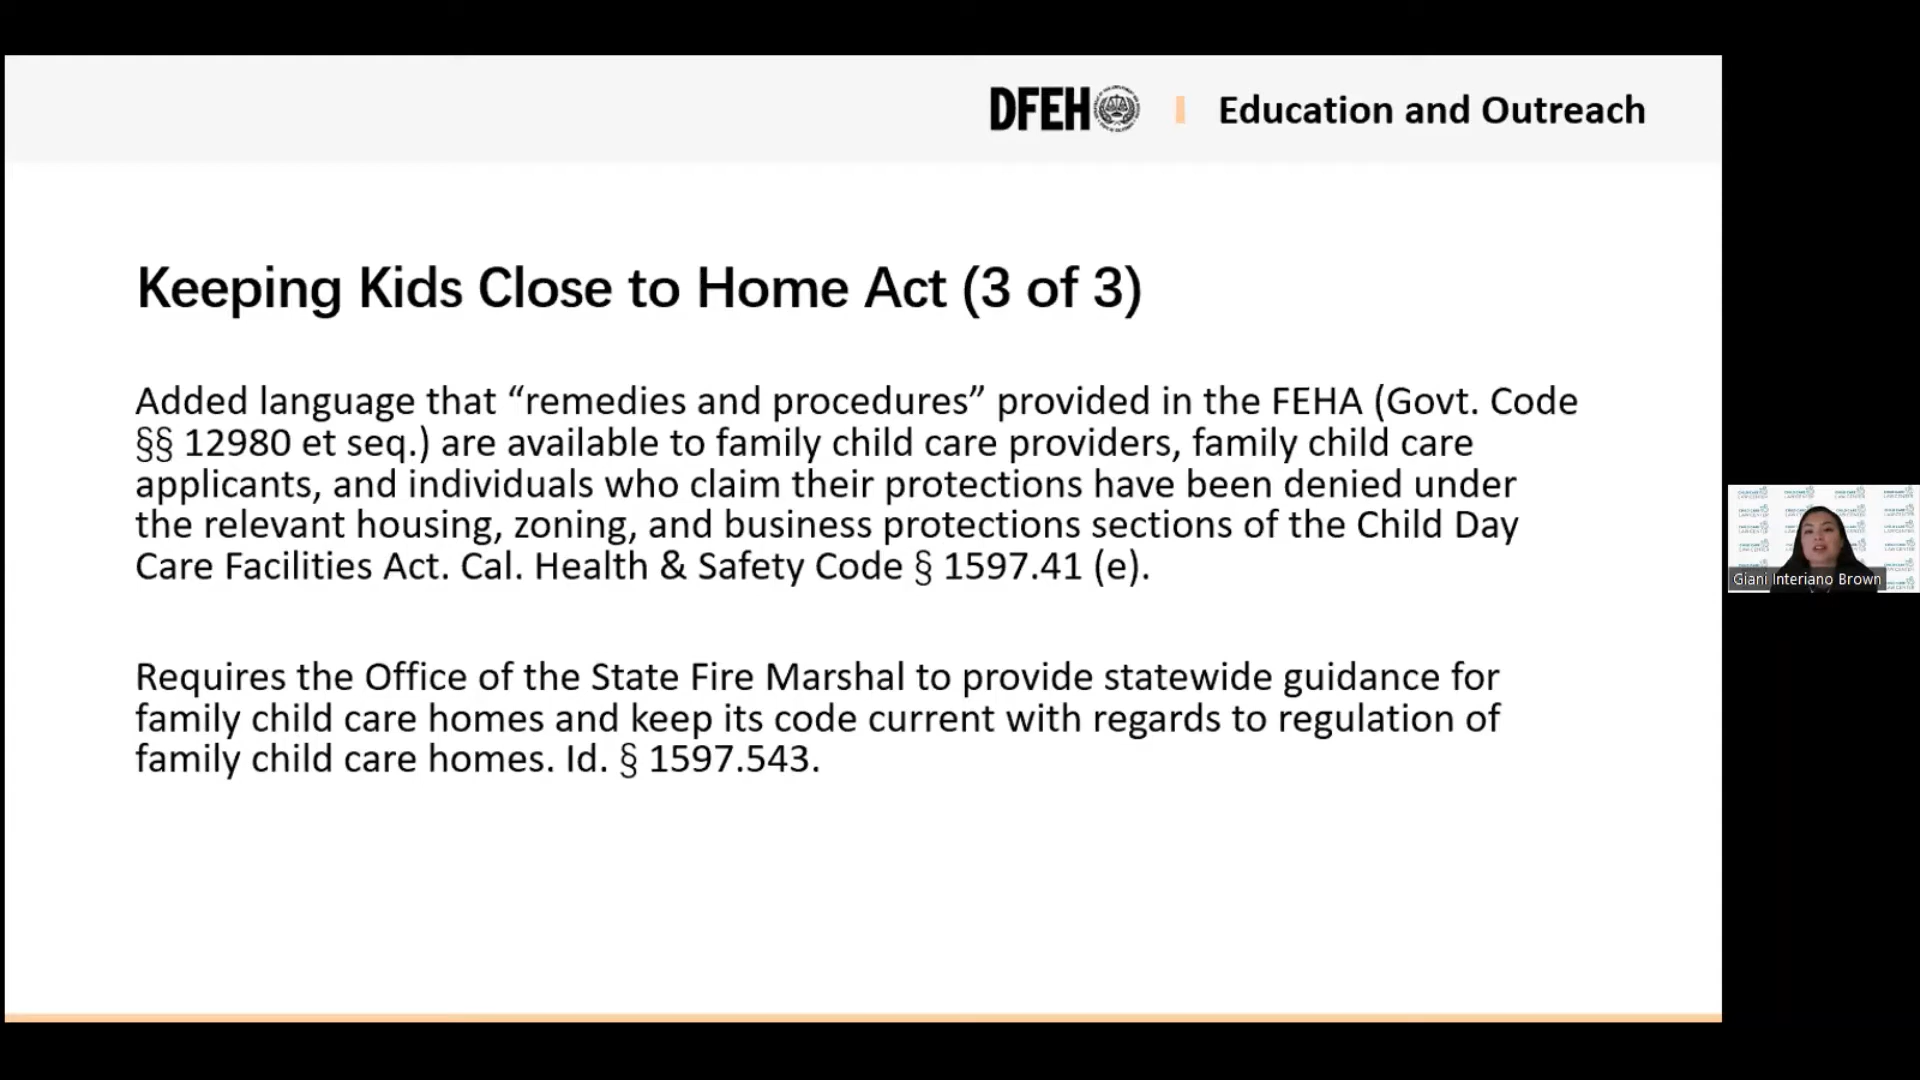 DFEH
Education and Outreach
Keeping Kids Close to Home Act (3 of 3)
Added language that “remedies and procedures” provided in the FEHA (Govt. Code
§§ 12980 et seq.) are available to family child care providers, family child care
applicants, and individuals who claim their protections have been denied under
the relevant housing, zoning, and business protections sections of the Child Day
Care Facilities Act. Cal. Health & Safety Code § 1597.41 (e).
Requires the Office of the State Fire Marshal to provide statewide guidance for
family child care homes and keep its code current with regards to regulation of
family child care homes. Id. § 1597.543.
Giani Interiano Brown